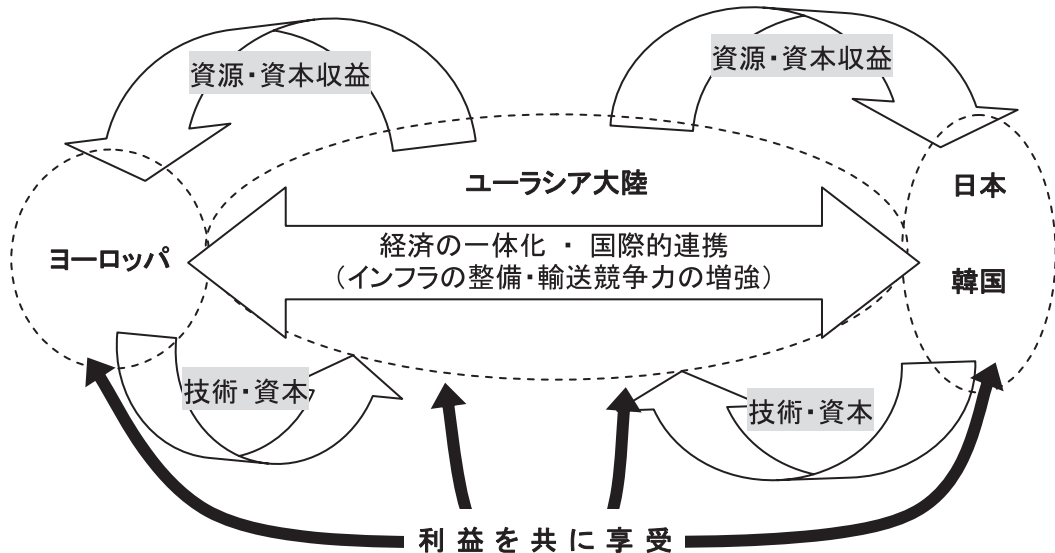 資源・資本収益
資源・資本収益
ユーラシア大陸
日本
ヨーロッパ
経済の一体化 ・ 国際的連携
（インフラの整備・輸送競争力の増強）
韓国
技術・資本
技術・資本
利益を共に享受